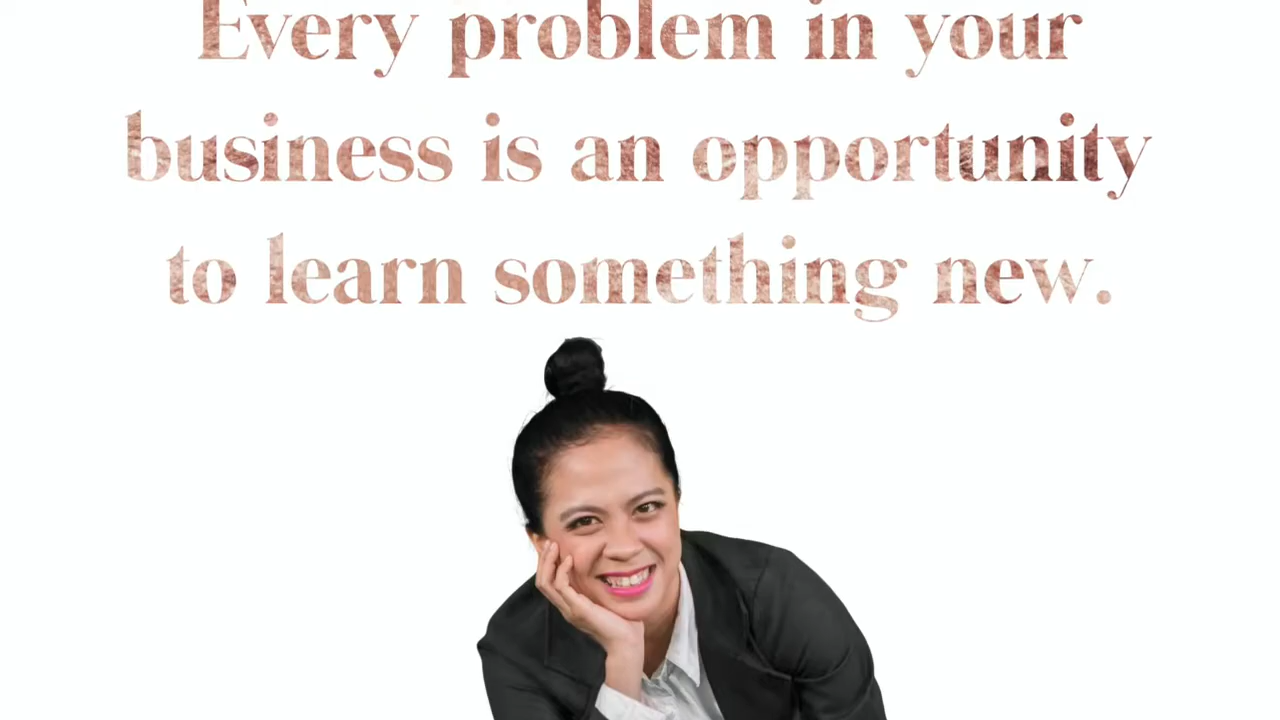 Every problem in your
business is an opportunity
to learn something new.